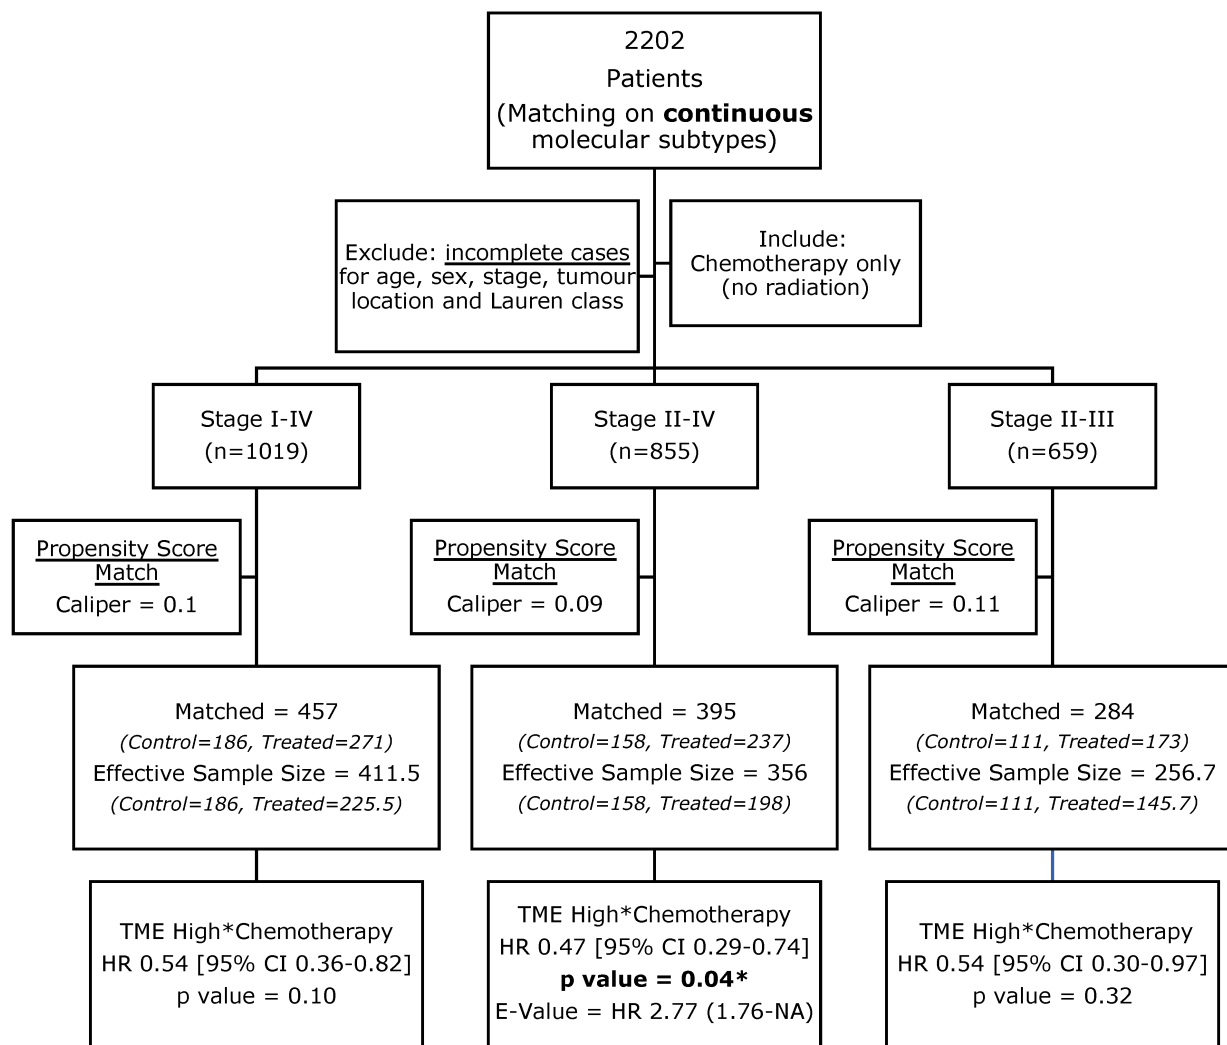 2202
Patients
(Matching on continuous
molecular subtypes)
Exclude: incomplete cases
for age, sex, stage, tumour
location and Lauren class
Include:
Chemotherapy only
(no radiation)
Stage I-IV
(n=1019)
Stage II-IV
(n=855)
Stage II-III
(n=659)
Propensity Score
Match
Caliper = 0.1
Propensity Score
Match
Caliper = 0.09
Propensity Score
Match
Caliper = 0.11
Matched = 457
(Control=186, Treated=271)
Effective Sample Size = 411.5
(Control=186, Treated=225.5)
Matched = 395
(Control=158, Treated=237)
Effective Sample Size = 356
(Control=158, Treated=198)
Matched = 284
(Control=111, Treated=173)
Effective Sample Size = 256.7
(Control=111, Treated=145.7)
TME High*Chemotherapy
HR 0.54 [95% CI 0.36-0.82]
p value = 0.10
TME High*Chemotherapy
HR 0.47 [95% CI 0.29-0.74]
p value = 0.04*
E-Value = HR 2.77 (1.76-NA)
TME High*Chemotherapy
HR 0.54 [95% CI 0.30-0.97]
p value = 0.32